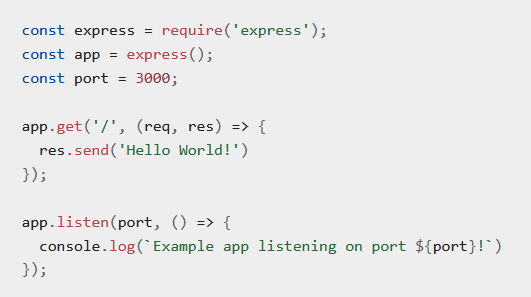 const express = require('express');
const app = express();
const port = 3000;

app.get('/', (req, res) => {
  res.send('Hello World!')
});

app.listen(port, () => {
  console.log(`Example app listening on port ${port}!`)
});